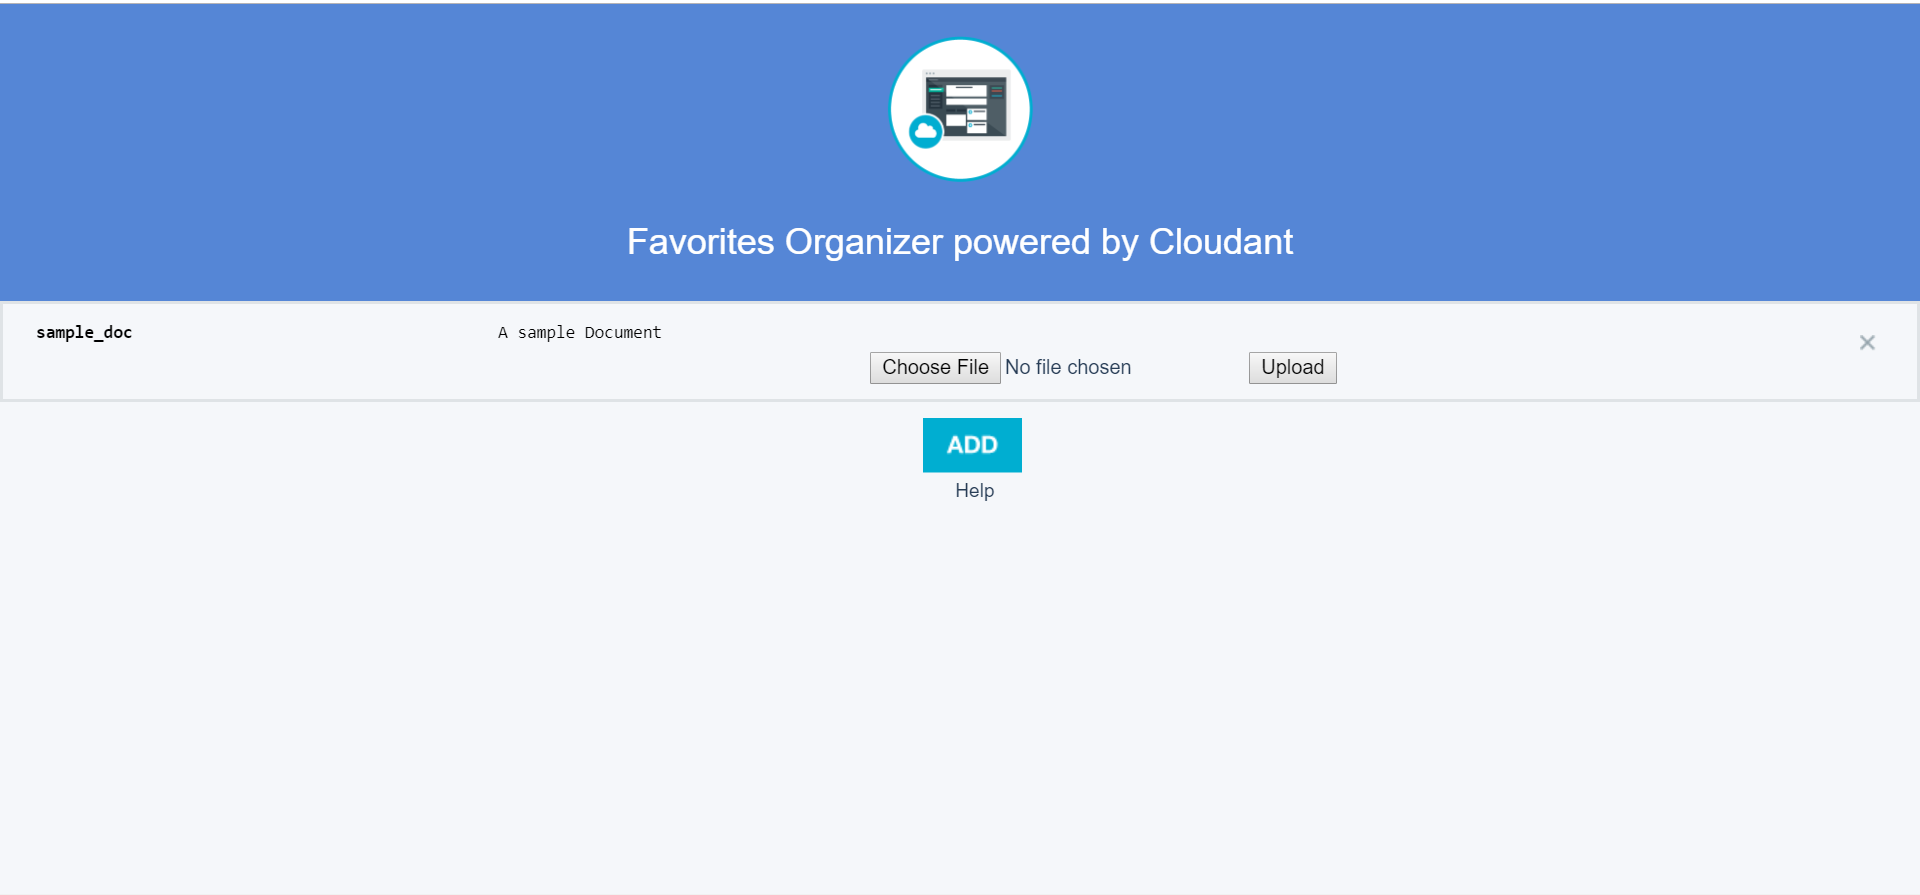 Favorites Organizer powered by Cloudant
sample_doc A sample Document
Choose File No file chosen Upload
ADD
Help